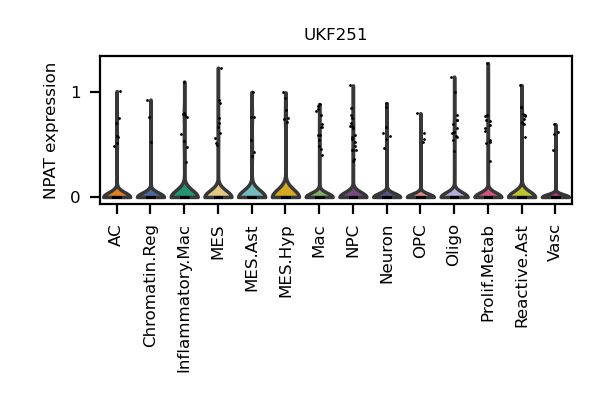 UKF251
NPAT expression
1
0
AC
Chromatin.Reg
Inflammatory.Mac
MES
MES.Ast
MES.Hyp
Mac
NPC
Neuron
OPC
Oligo
Prolif.Metab
Reactive.Ast
Vasc